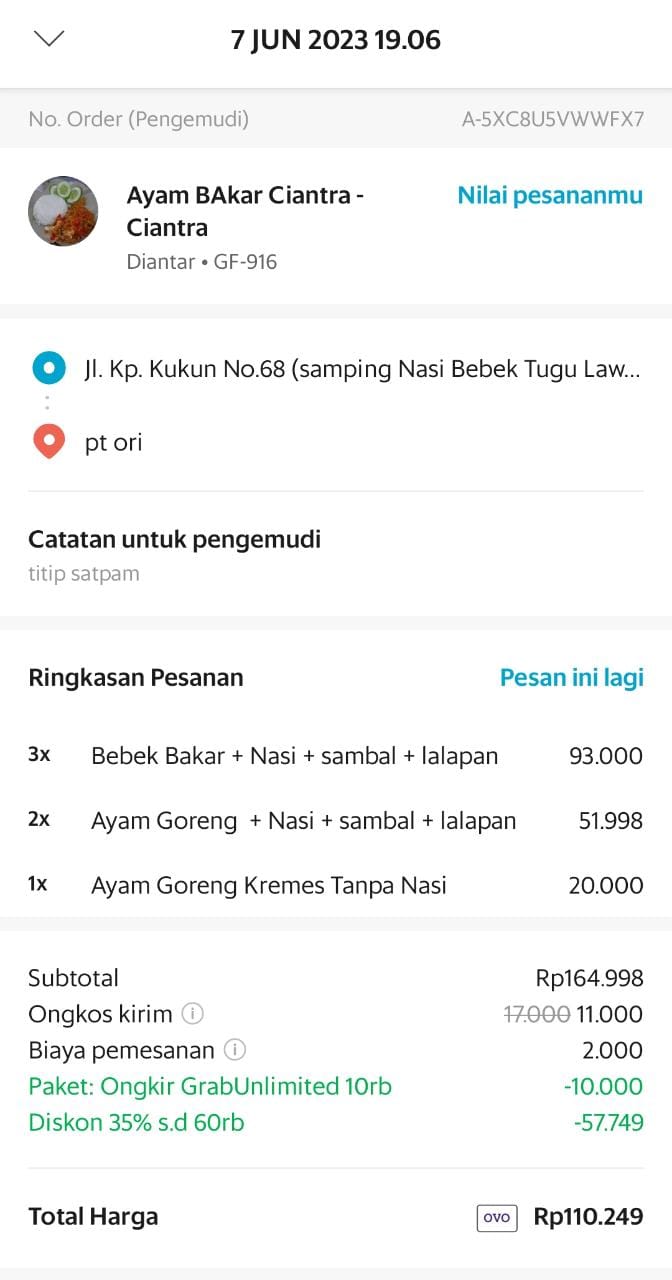 7 JUN 2023 19.06
No. Order (Pengemudi) A-5XC8U5VWWFX7
Ayam BAkar Ciantra - Nilai pesananmu
Ciantra
Diantar • GF-916
Jl. Kp. Kukun No.68 (samping Nasi Bebek Tugu Law...
pt ori
Catatan untuk pengemudi
titip satpam
Ringkasan Pesanan Pesan ini lagi
3x Bebek Bakar + Nasi + sambal + lalapan 93.000
2x Ayam Goreng + Nasi + sambal + lalapan 51.998
1x Ayam Goreng Kremes Tanpa Nasi 20.000
Subtotal Rp164.998
Ongkos kirim i 17.000 11.000
Biaya pemesanan i 2.000
Paket: Ongkir GrabUnlimited 10rb -10.000
Diskon 35% s.d 60rb -57.749
Total Harga OVO Rp110.249